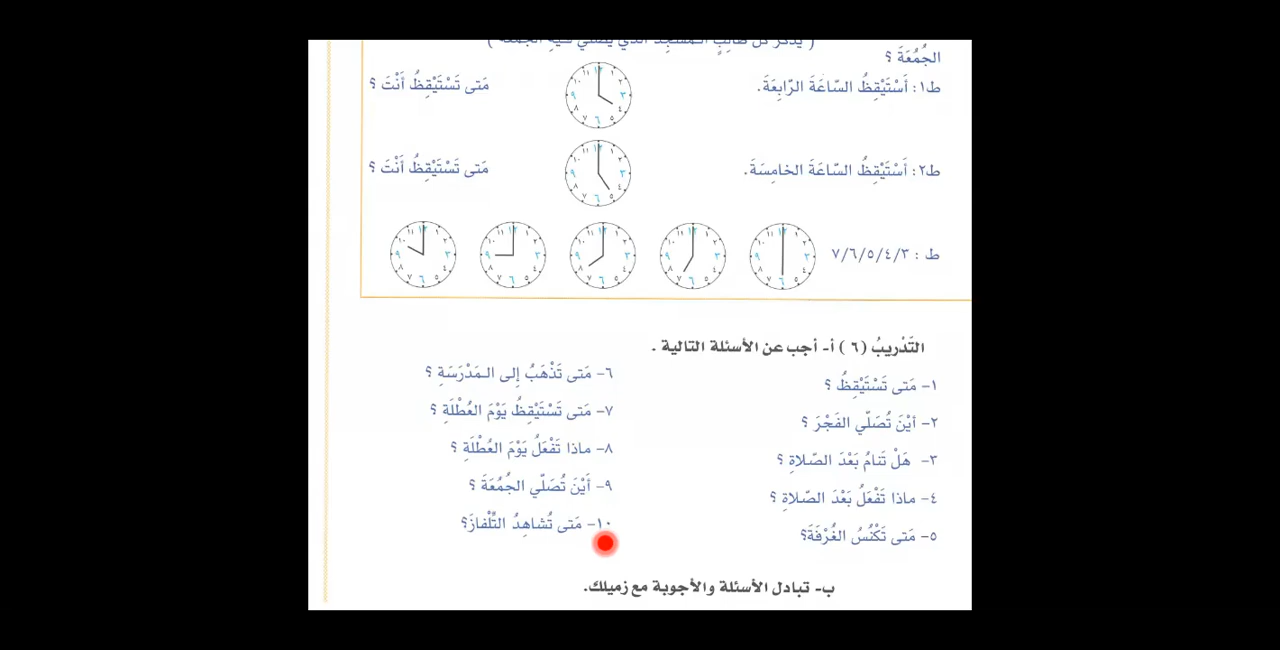 الجُمُعَةَ ؟
ط١: أَسْتَيْقِظُ السّاعَةَ الرّابِعَةَ. مَتى تَسْتَيْقِظُ أَنْتَ ؟
ط٢: أَسْتَيْقِظُ السّاعَةَ الخامِسَةَ. مَتى تَسْتَيْقِظُ أَنْتَ ؟
ط : ٧/٦/٥/٤/٣
التَّدْريبُ (٦ ) أ- أجب عن الأسئلة التالية .
١- مَتى تَسْتَيْقِظُ ؟
٢- أَيْنَ تُصَلّي الفَجْرَ ؟
٣- هَلْ تَنامُ بَعْدَ الصّلاةِ ؟
٤- ماذا تَفْعَلُ بَعْدَ الصّلاةِ ؟
٥- مَتى تَكْنُسُ الغُرْفَةَ؟
٦- مَتى تَذْهَبُ إلى المَدْرَسَةِ ؟
٧- مَتى تَسْتَيْقِظُ يَوْمَ العُطْلَةِ ؟
٨- ماذا تَفْعَلُ يَوْمَ العُطْلَةِ ؟
٩- أَيْنَ تُصَلّي الجُمُعَةَ ؟
١٠- مَتى تُشاهِدُ التِّلْفازَ؟
ب- تبادل الأسئلة والأجوبة مع زميلك.